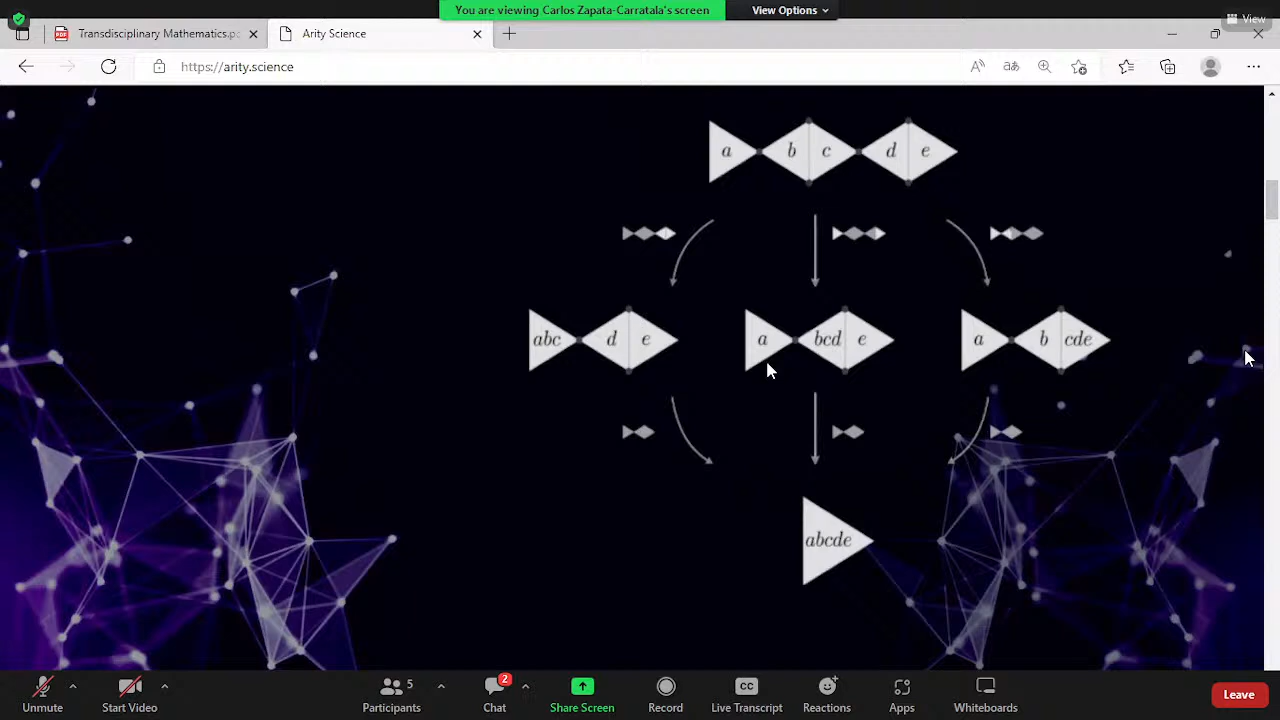 You are viewing Carlos Zapata-Carratala's screen
View Options
View
Transdisciplinary Mathematics.pd
Arity Science
https://arity.science
a b c d e
abc d e
a bcd e
a b cde
abcde
Unmute
Start Video
5
Participants
2
Chat
Share Screen
Record
CC
Live Transcript
Reactions
Apps
Whiteboards
Leave